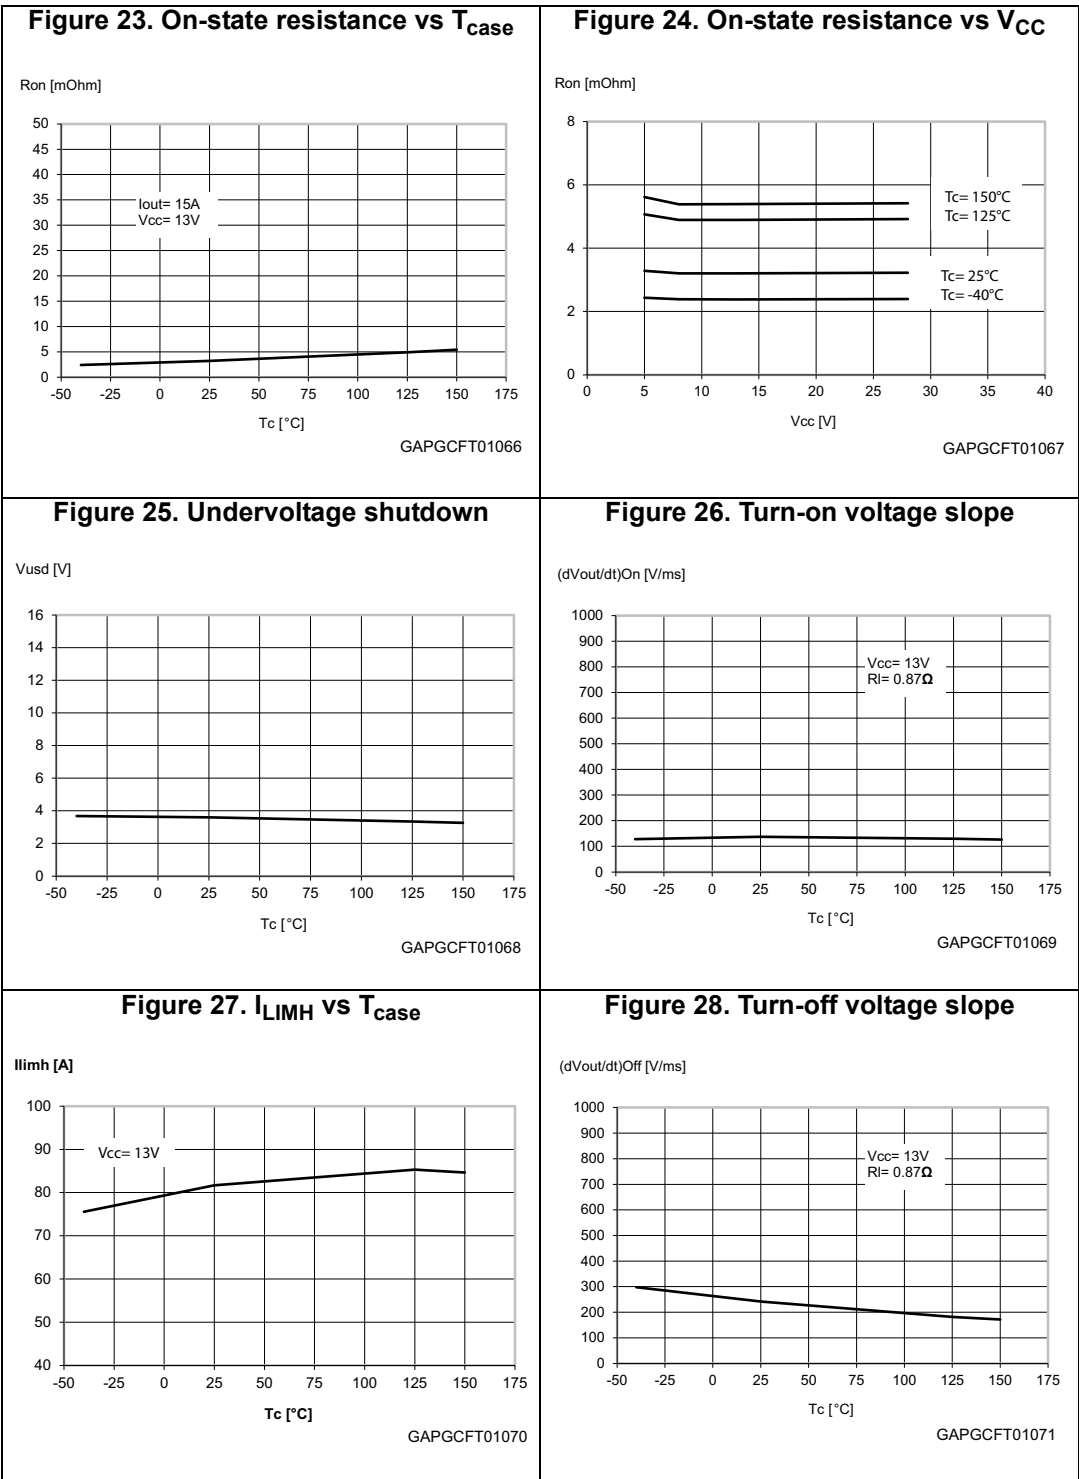 Figure 23. On-state resistance vs Tcase
Ron [mOhm]
50
45
40
35
30
25
20
15
10
5
0
Iout= 15A
Vcc= 13V
-50 -25 0 25 50 75 100 125 150 175
Tc [°C]
GAPGCFT01066
Figure 24. On-state resistance vs VCC
Ron [mOhm]
8
6
4
2
0
Tc= 150°C
Tc= 125°C
Tc= 25°C
Tc= -40°C
0 5 10 15 20 25 30 35 40
Vcc [V]
GAPGCFT01067
Figure 25. Undervoltage shutdown
Vusd [V]
16
14
12
10
8
6
4
2
0
-50 -25 0 25 50 75 100 125 150 175
Tc [°C]
GAPGCFT01068
Figure 26. Turn-on voltage slope
(dVout/dt)On [V/ms]
1000
900
800
700
600
500
400
300
200
100
0
Vcc= 13V
Rl= 0.87Ω
-50 -25 0 25 50 75 100 125 150 175
Tc [°C]
GAPGCFT01069
Figure 27. ILIMH vs Tcase
Ilimh [A]
100
90
80
70
60
50
40
Vcc= 13V
-50 -25 0 25 50 75 100 125 150 175
Tc [°C]
GAPGCFT01070
Figure 28. Turn-off voltage slope
(dVout/dt)Off [V/ms]
1000
900
800
700
600
500
400
300
200
100
0
Vcc= 13V
Rl= 0.87Ω
-50 -25 0 25 50 75 100 125 150 175
Tc [°C]
GAPGCFT01071